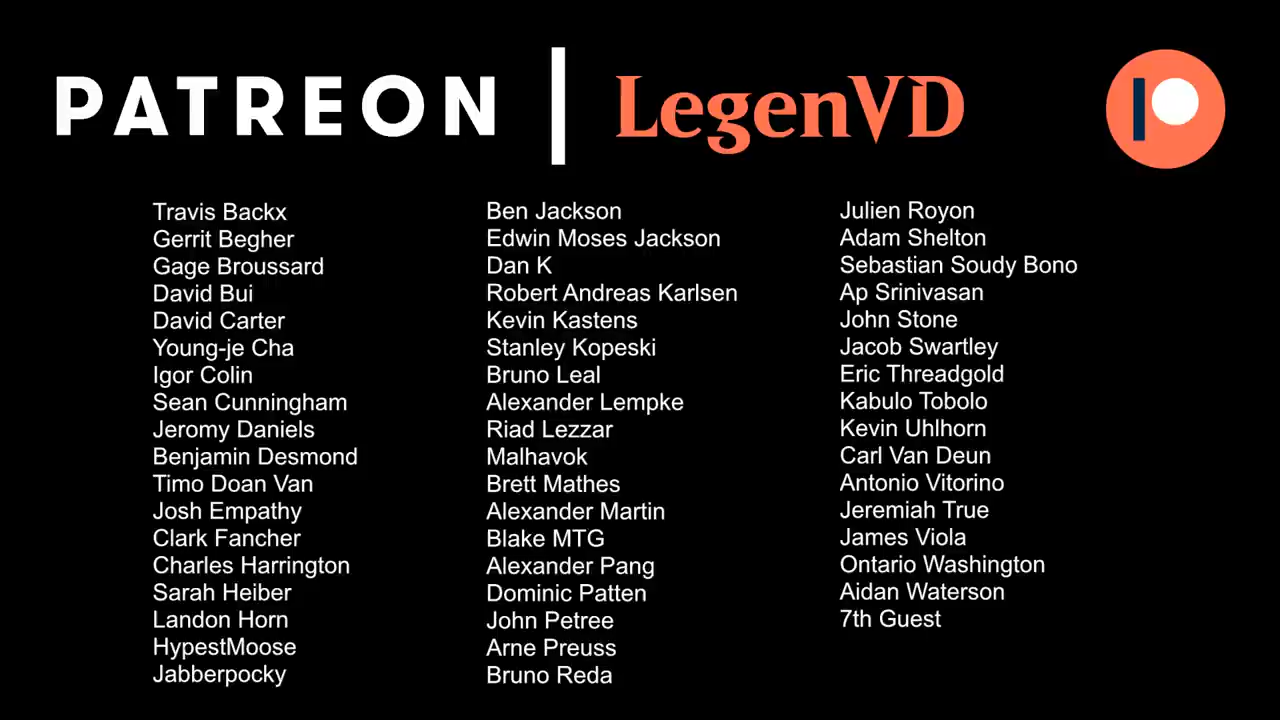 PATREON | LegenVD
Travis Backx
Gerrit Begher
Gage Broussard
David Bui
David Carter
Young-je Cha
Igor Colin
Sean Cunningham
Jeromy Daniels
Benjamin Desmond
Timo Doan Van
Josh Empathy
Clark Fancher
Charles Harrington
Sarah Heiber
Landon Horn
HypestMoose
Jabberpocky
Ben Jackson
Edwin Moses Jackson
Dan K
Robert Andreas Karlsen
Kevin Kastens
Stanley Kopeski
Bruno Leal
Alexander Lempke
Riad Lezzar
Malhavok
Brett Mathes
Alexander Martin
Blake MTG
Alexander Pang
Dominic Patten
John Petree
Arne Preuss
Bruno Reda
Julien Royon
Adam Shelton
Sebastian Soudy Bono
Ap Srinivasan
John Stone
Jacob Swartley
Eric Threadgold
Kabulo Tobolo
Kevin Uhlhorn
Carl Van Deun
Antonio Vitorino
Jeremiah True
James Viola
Ontario Washington
Aidan Waterson
7th Guest